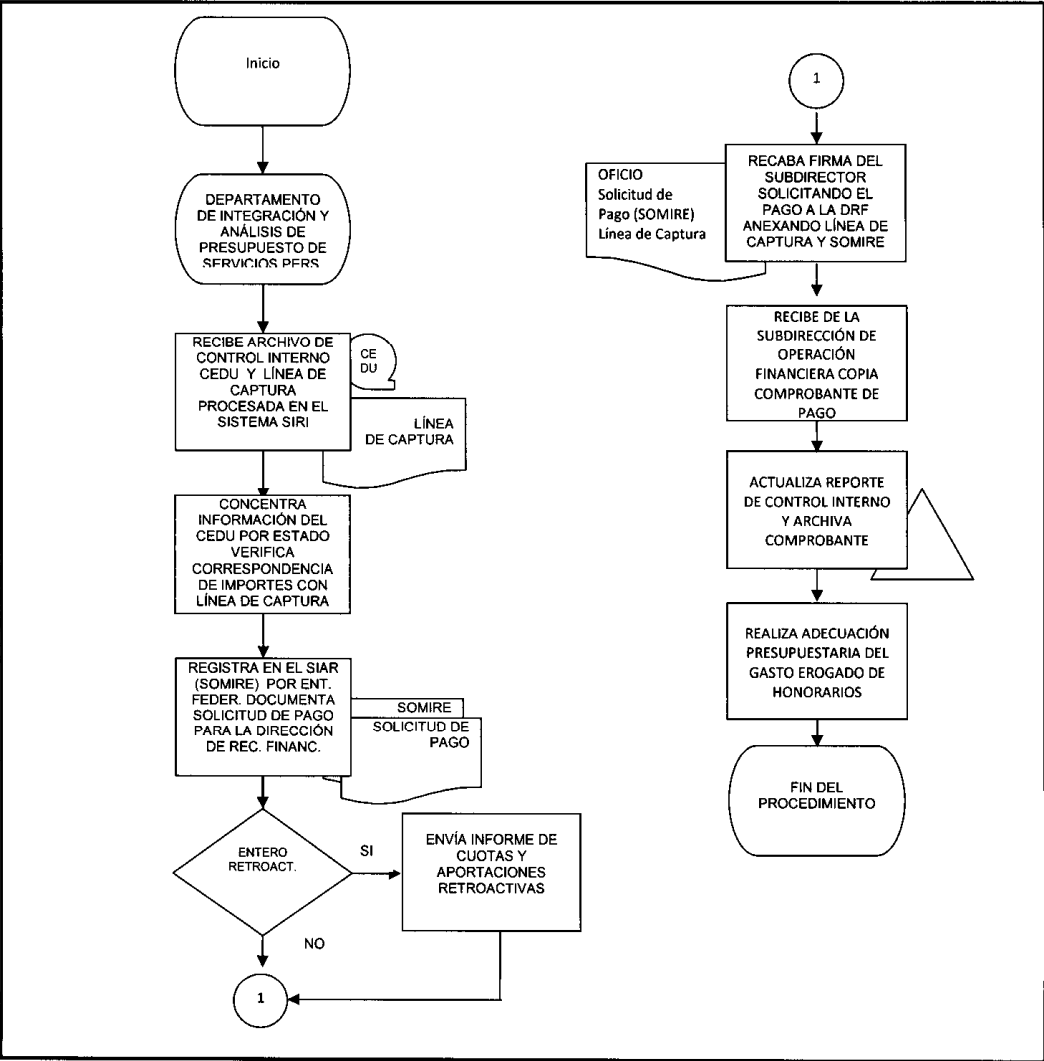 Inicio
DEPARTAMENTO
DE INTEGRACIÓN Y
ANÁLISIS DE
PRESUPUESTO DE
SERVICIOS PERS
RECIBE ARCHIVO DE
CONTROL INTERNO
CEDU Y LÍNEA DE
CAPTURA
PROCESADA EN EL
SISTEMA SIRI
CE
DU
LÍNEA
DE CAPTURA
CONCENTRA
INFORMACIÓN DEL
CEDU POR ESTADO
VERIFICA
CORRESPONDENCIA
DE IMPORTES CON
LÍNEA DE CAPTURA
REGISTRA EN EL SIAR
(SOMIRE) POR ENT.
FEDER. DOCUMENTA
SOLICITUD DE PAGO
PARA LA DIRECCIÓN
DE REC. FINANC.
SOMIRE
SOLICITUD DE
PAGO
ENTERO
RETROACT.
SI
ENVÍA INFORME DE
CUOTAS Y
APORTACIONES
RETROACTIVAS
NO
1
1
OFICIO
Solicitud de
Pago (SOMIRE)
Línea de Captura
RECABA FIRMA DEL
SUBDIRECTOR
SOLICITANDO EL
PAGO A LA DRF
ANEXANDO LÍNEA DE
CAPTURA Y SOMIRE
RECIBE DE LA
SUBDIRECCIÓN DE
OPERACIÓN
FINANCIERA COPIA
COMPROBANTE DE
PAGO
ACTUALIZA REPORTE
DE CONTROL INTERNO
Y ARCHIVA
COMPROBANTE
REALIZA ADECUACIÓN
PRESUPUESTARIA DEL
GASTO EROGADO DE
HONORARIOS
FIN DEL
PROCEDIMIENTO